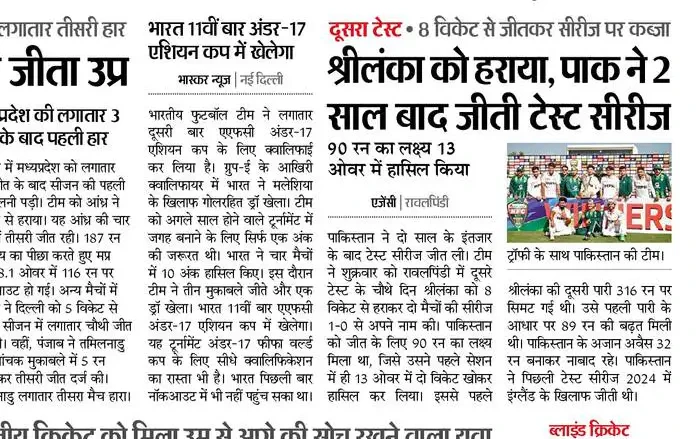 लगातार तीसरी हार
जीता उप्र
प्रदेश की लगातार 3
के बाद पहली हार
में मध्यप्रदेश को लगातार
त के बाद सीजन की पहली
लनी पड़ी। टीम को आंध्र ने
से हराया। यह आंध्र की चार
तीसरी जीत रही। 187 रन
य का पीछा करते हुए मप्र
8.1 ओवर में 116 रन पर
आउट हो गई। अन्य मैचों में
ने दिल्ली को 5 विकेट से
सीजन में लगातार चौथी जीत
। वहीं, पंजाब ने तमिलनाडु
मांचक मुकाबले में 5 रन
कर तीसरी जीत दर्ज की।
नाडु लगातार तीसरा मैच हारा।
भारत 11वीं बार अंडर-17
एशियन कप में खेलेगा
भास्कर न्यूज | नई दिल्ली
भारतीय फुटबॉल टीम ने लगातार
दूसरी बार एएफसी अंडर-17
एशियन कप के लिए क्वालिफाई
कर लिया है। ग्रुप-ई के आखिरी
क्वालिफायर में भारत ने मलेशिया
के खिलाफ गोलरहित ड्रॉ खेला। टीम
को अगले साल होने वाले टूर्नामेंट में
जगह बनाने के लिए सिर्फ एक अंक
की जरूरत थी। भारत ने चार मैचों
में 10 अंक हासिल किए। इस दौरान
टीम ने तीन मुकाबले जीते और एक
ड्रॉ खेला। भारत 11वीं बार एएफसी
अंडर-17 एशियन कप में खेलेगा।
यह टूर्नामेंट अंडर-17 फीफा वर्ल्ड
कप के लिए सीधे क्वालिफिकेशन
का रास्ता भी है। भारत पिछली बार
नॉकआउट में भी नहीं पहुंच सका था।
दूसरा टेस्ट • 8 विकेट से जीतकर सीरीज पर कब्जा
श्रीलंका को हराया, पाक ने 2
साल बाद जीती टेस्ट सीरीज
90 रन का लक्ष्य 13
ओवर में हासिल किया
एजेंसी | रावलपिंडी
पाकिस्तान ने दो साल के इंतजार
के बाद टेस्ट सीरीज जीत ली। टीम
ने शुक्रवार को रावलपिंडी में दूसरे
टेस्ट के चौथे दिन श्रीलंका को 8
विकेट से हराकर दो मैचों की सीरीज
1-0 से अपने नाम की। पाकिस्तान
को जीत के लिए 90 रन का लक्ष्य
मिला था, जिसे उसने पहले सेशन
में ही 13 ओवर में दो विकेट खोकर
हासिल कर लिया। इससे पहले
ट्रॉफी के साथ पाकिस्तान की टीम।
श्रीलंका की दूसरी पारी 316 रन पर
सिमट गई थी। उसे पहली पारी के
आधार पर 89 रन की बढ़त मिली
थी। पाकिस्तान के अजान अवैस 32
रन बनाकर नाबाद रहे। पाकिस्तान
ने पिछली टेस्ट सीरीज 2024 में
इंग्लैंड के खिलाफ जीती थी।
ब्लाइंड क्रिकेट